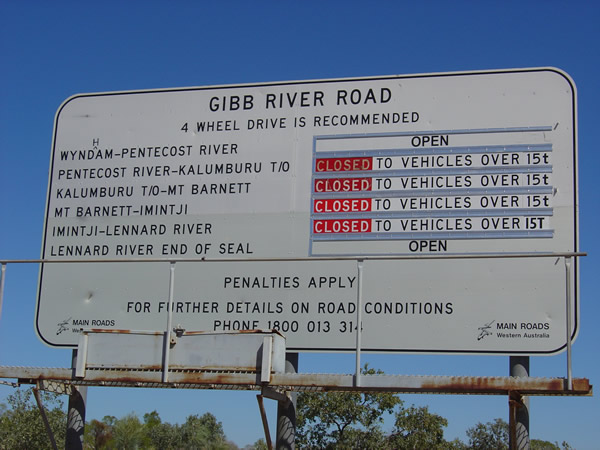 GIBB RIVER ROAD
4 WHEEL DRIVE IS RECOMMENDED
H
WYNDAM-PENTECOST RIVER OPEN
PENTECOST RIVER-KALUMBURU T/O CLOSED TO VEHICLES OVER 15t
KALUMBURU T/O-MT BARNETT CLOSED TO VEHICLES OVER 15t
MT BARNETT-IMINTJI CLOSED TO VEHICLES OVER 15t
IMINTJI-LENNARD RIVER CLOSED TO VEHICLES OVER 15T
LENNARD RIVER END OF SEAL OPEN
PENALTIES APPLY
FOR FURTHER DETAILS ON ROAD CONDITIONS
PHONE 1800 013 314
MAIN ROADS
Western Australia
MAIN ROADS
Western Australia